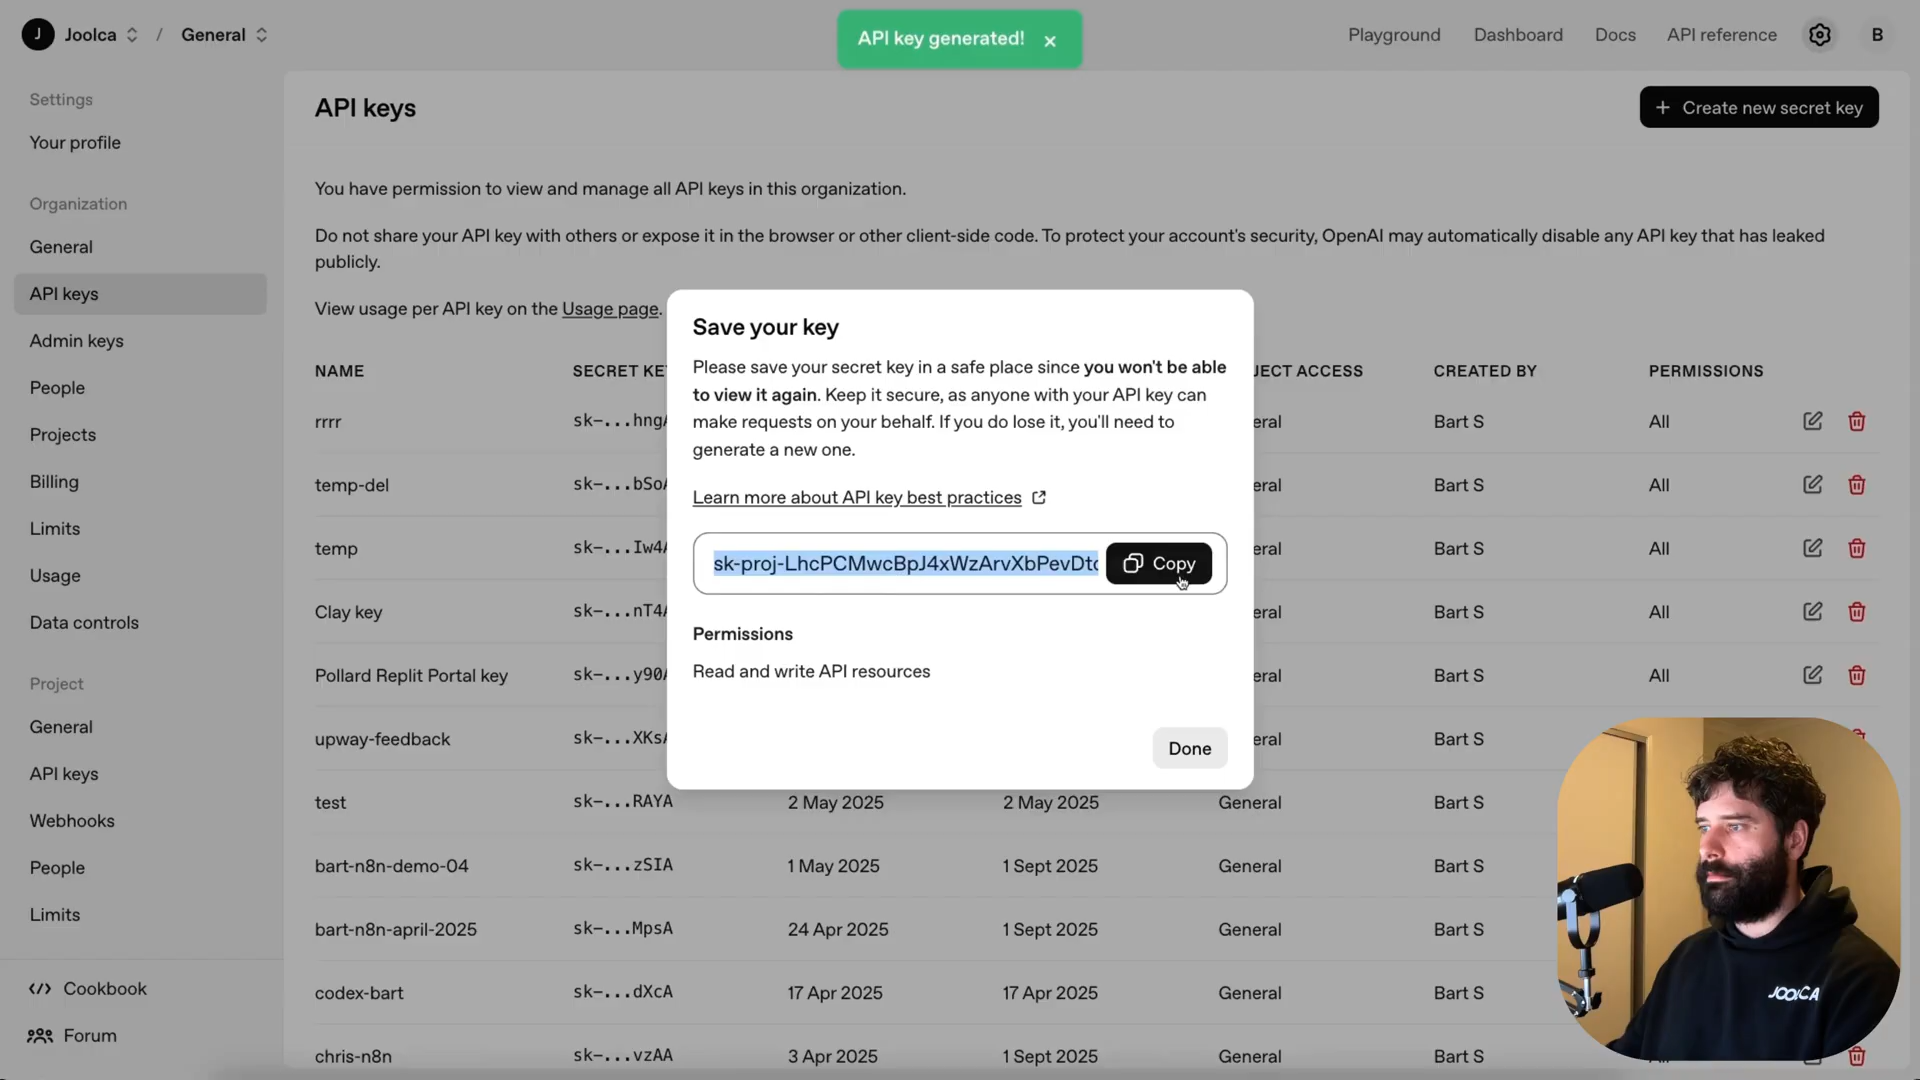 J Joolca / General
API key generated! ×
Playground Dashboard Docs API reference B
Settings
Your profile
Organization
General
API keys
Admin keys
People
Projects
Billing
Limits
Usage
Data controls
Project
General
API keys
Webhooks
People
Limits
Cookbook
Forum
API keys
+ Create new secret key
You have permission to view and manage all API keys in this organization.
Do not share your API key with others or expose it in the browser or other client-side code. To protect your account's security, OpenAI may automatically disable any API key that has leaked
publicly.
View usage per API key on the Usage page.
NAME SECRET KE JECT ACCESS CREATED BY PERMISSIONS
rrrr sk-...hngA eral Bart S All
temp-del sk-...bSoA eral Bart S All
temp sk-...Iw4A eral Bart S All
Clay key sk-...nT4A eral Bart S All
Pollard Replit Portal key sk-...y90A eral Bart S All
upway-feedback sk-...XKsA eral Bart S
test sk-...RAYA 2 May 2025 2 May 2025 General Bart S
bart-n8n-demo-04 sk-...zSIA 1 May 2025 1 Sept 2025 General Bart S
bart-n8n-april-2025 sk-...MpsA 24 Apr 2025 1 Sept 2025 General Bart S
codex-bart sk-...dXcA 17 Apr 2025 17 Apr 2025 General Bart S
chris-n8n sk-...vzAA 3 Apr 2025 1 Sept 2025 General Bart S
Save your key
Please save your secret key in a safe place since you won't be able
to view it again. Keep it secure, as anyone with your API key can
make requests on your behalf. If you do lose it, you'll need to
generate a new one.
Learn more about API key best practices
sk-proj-LhcPCMwcBpJ4xWzArvXbPevDt Copy
Permissions
Read and write API resources
Done
JOOLCA